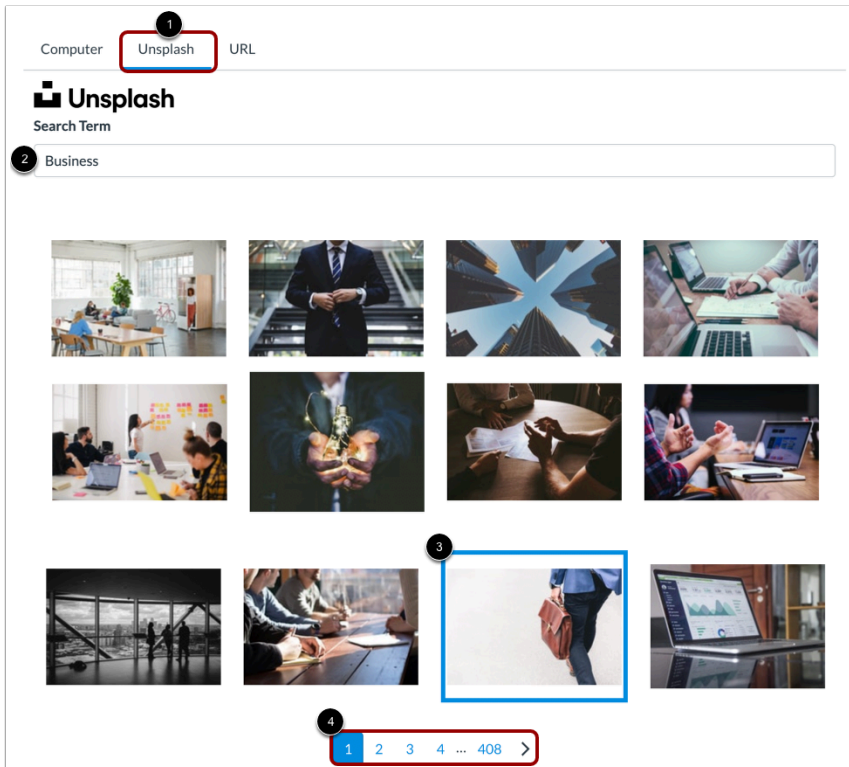 1
Computer Unsplash URL
Unsplash
Search Term
2 Business
3
4
1 2 3 4 ... 408 >